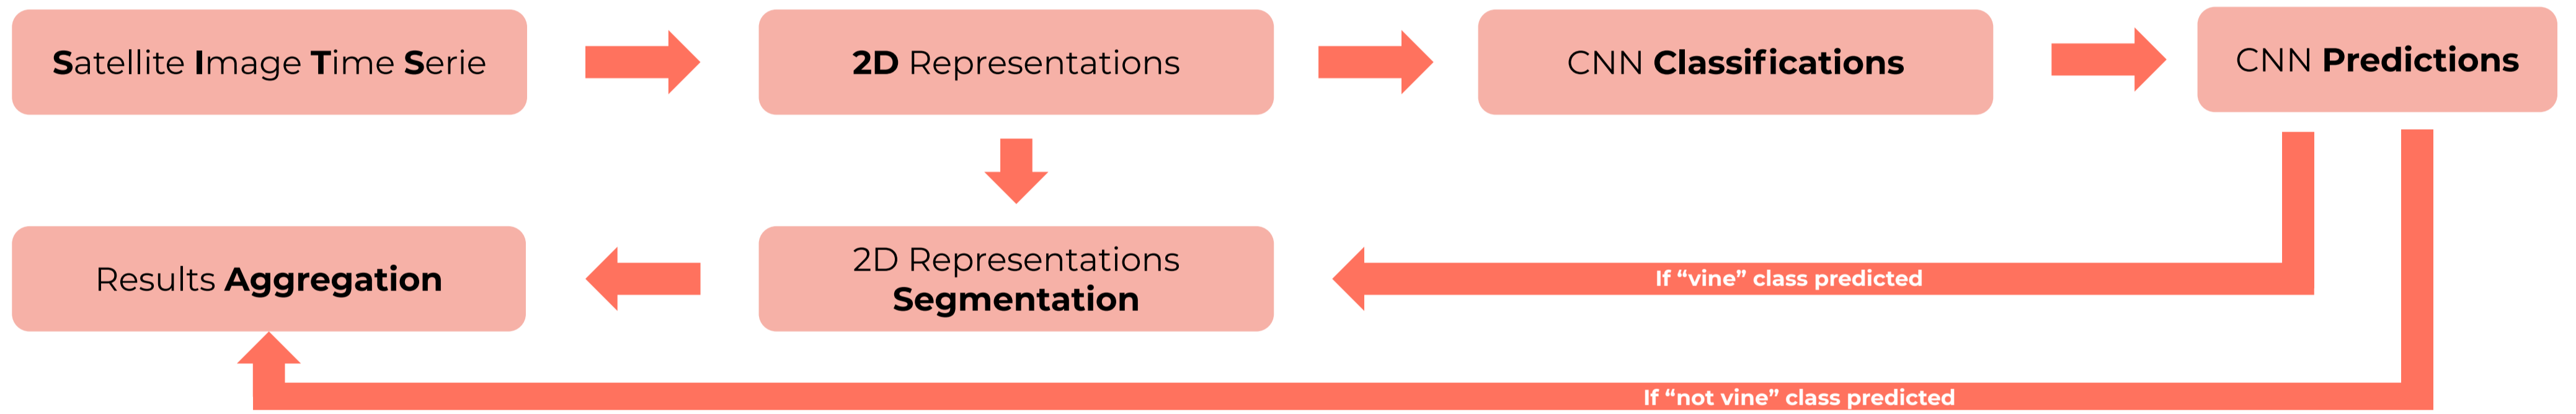 Satellite Image Time Serie
2D Representations
CNN Classifications
CNN Predictions
Results Aggregation
2D Representations
Segmentation
If “vine” class predicted
If “not vine” class predicted